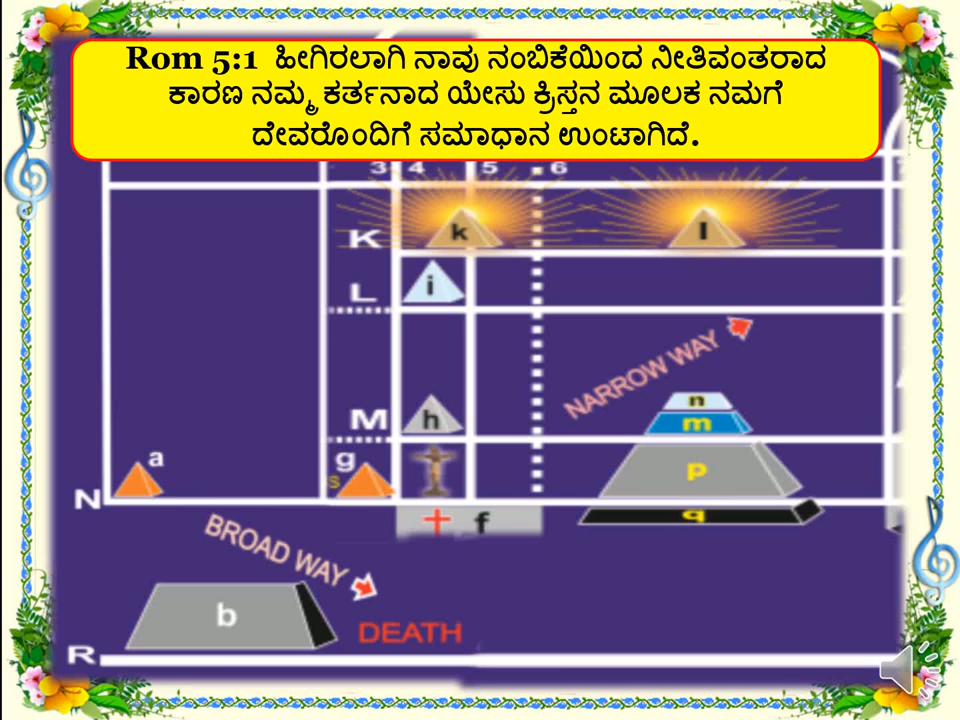 Rom 5:1 ಹೀಗಿರಲಾಗಿ ನಾವು ನಂಬಿಕೆಯಿಂದ ನೀತಿವಂತರಾದ
ಕಾರಣ ನಮ್ಮ ಕರ್ತನಾದ ಯೇಸು ಕ್ರಿಸ್ತನ ಮೂಲಕ ನಮಗೆ
ದೇವರೊಂದಿಗೆ ಸಮಾಧಾನ ಉಂಟಾಗಿದೆ.
3 4 5 6
K k l
L i
NARROW WAY
n
M h m
a g s p
N
+ f q
BROAD WAY
b
DEATH
R